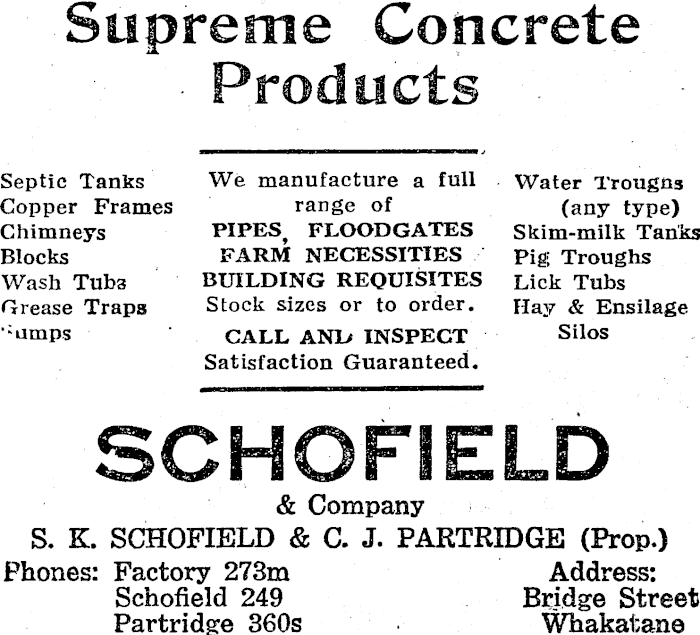 Supreme Concrete
Products
Septic Tanks
Copper Frames
Chimneys
Blocks
Wash Tubs
Grease Traps
Sumps
We manufacture a full
range of
PIPES, FLOODGATES
FARM NECESSITIES
BUILDING REQUISITES
Stock sizes or to order.
CALL AND INSPECT
Satisfaction Guaranteed.
Water Troughs
(any type)
Skim-milk Tanks
Pig Troughs
Lick Tubs
Hay & Ensilage
Silos
SCHOFIELD
& Company
S. K. SCHOFIELD & C. J. PARTRIDGE (Prop.)
Phones: Factory 273m
Schofield 249
Partridge 360s
Address:
Bridge Street
Whakatane